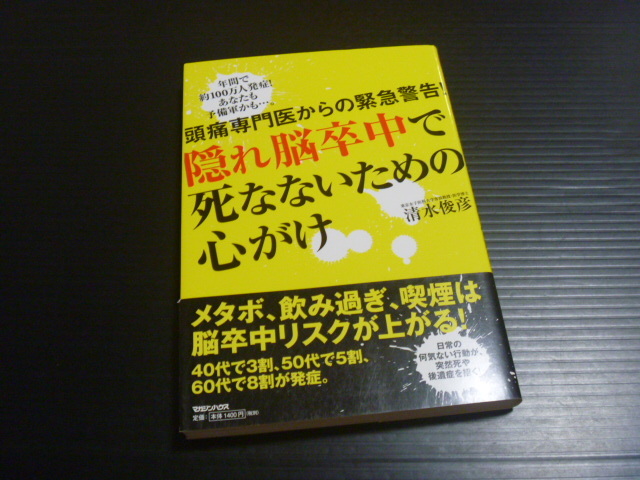 年間で
約100万人発症!
あなたも
予備軍かも…。
頭痛専門医からの緊急警告!
隠れ脳卒中で
死なないための
心がけ
清水俊彦
メタボ、飲み過ぎ、喫煙は
脳卒中リスクが上がる!
40代で3割、50代で5割、
60代で8割が発症。
日常の
何気ない行動が、
突然死や
後遺症を
マガジンハウス
定価:本体1400円(税別)